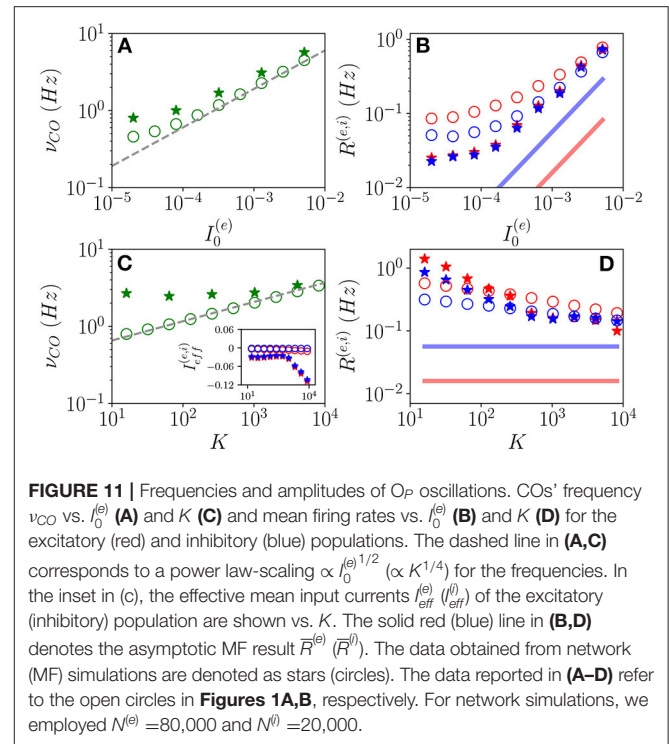 A
B
ν_CO (Hz)
10^1
10^0
10^−1
10^−5
10^−4
10^−3
10^−2
I_0^(e)
R^(e,i) (Hz)
10^0
10^−1
10^−2
10^−5
10^−4
10^−3
10^−2
I_0^(e)
C
D
ν_CO (Hz)
10^1
10^0
10^−1
10^1
10^2
10^3
10^4
K
I_eff^(e,i)
0.06
0
−0.06
−0.12
10^1
10^4
R^(e,i) (Hz)
10^0
10^−1
10^−2
10^1
10^2
10^3
10^4
K
FIGURE 11 | Frequencies and amplitudes of O_P oscillations. COs' frequency
ν_CO vs. I_0^(e) (A) and K (C) and mean firing rates vs. I_0^(e) (B) and K (D) for the
excitatory (red) and inhibitory (blue) populations. The dashed line in (A,C)
corresponds to a power law-scaling ∝ I_0^(e)^1/2 (∝ K^1/4) for the frequencies. In
the inset in (c), the effective mean input currents I_eff^(e) (I_eff^(i)) of the excitatory
(inhibitory) population are shown vs. K. The solid red (blue) line in (B,D)
denotes the asymptotic MF result R̅^(e) (R̅^(i)). The data obtained from network
(MF) simulations are denoted as stars (circles). The data reported in (A–D) refer
to the open circles in Figures 1A,B, respectively. For network simulations, we
employed N^(e) =80,000 and N^(i) =20,000.